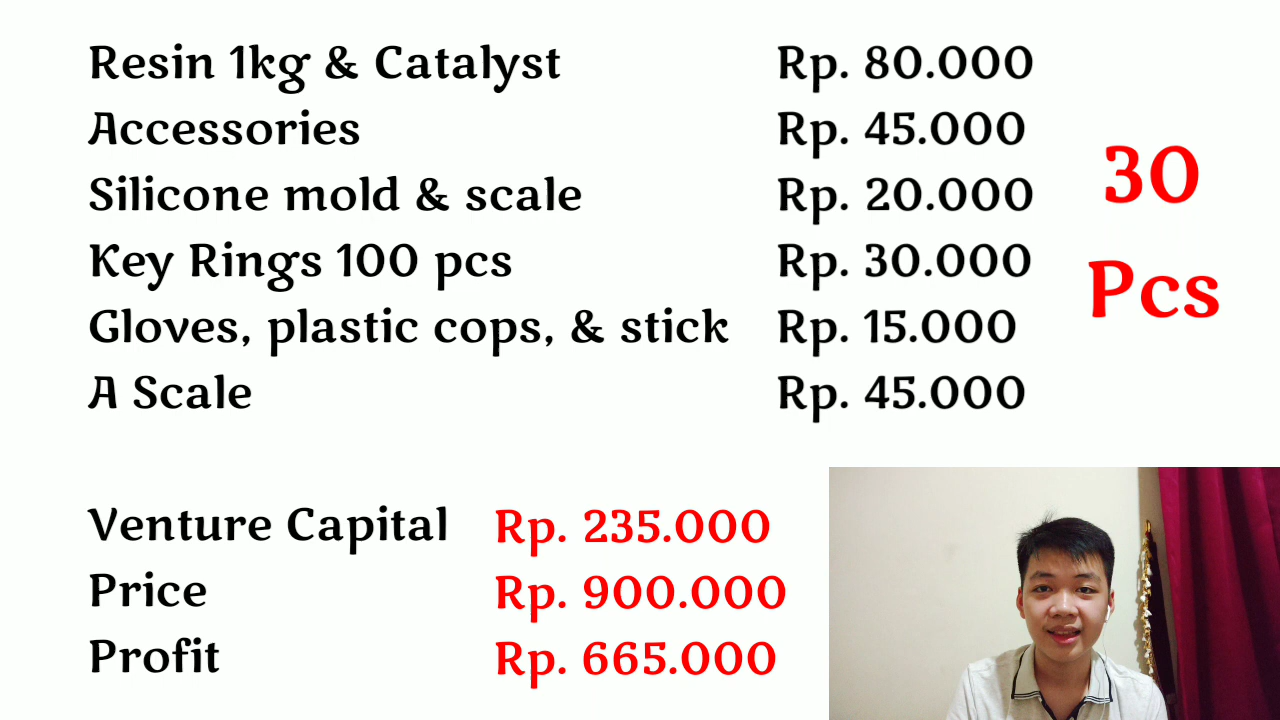 Resin 1kg & Catalyst Rp. 80.000
Accessories Rp. 45.000
Silicone mold & scale Rp. 20.000
Key Rings 100 pcs Rp. 30.000
Gloves, plastic cops, & stick Rp. 15.000
A Scale Rp. 45.000
30
Pcs
Venture Capital Rp. 235.000
Price Rp. 900.000
Profit Rp. 665.000